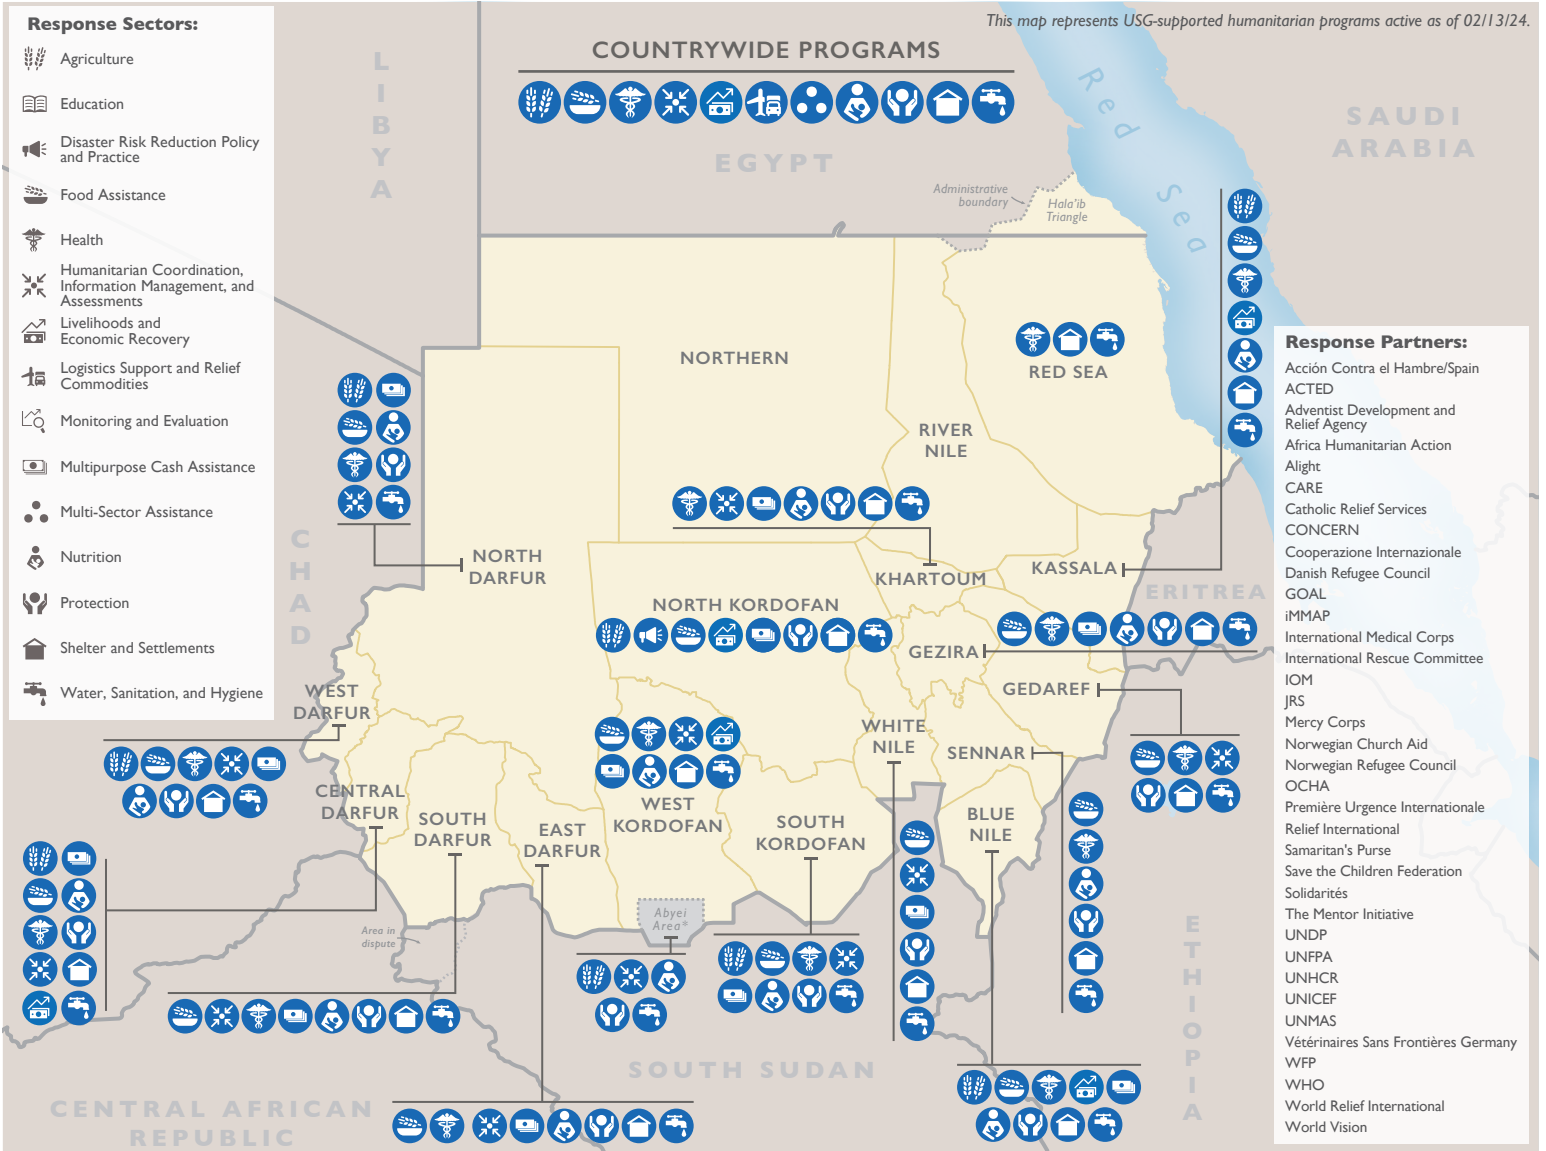 This map represents USG-supported humanitarian programs active as of 02/13/24.
Response Sectors:
Agriculture
Education
Disaster Risk Reduction Policy
and Practice
Food Assistance
Health
Humanitarian Coordination,
Information Management, and
Assessments
Livelihoods and
Economic Recovery
Logistics Support and Relief
Commodities
Monitoring and Evaluation
Multipurpose Cash Assistance
Multi-Sector Assistance
Nutrition
Protection
Shelter and Settlements
Water, Sanitation, and Hygiene
COUNTRYWIDE PROGRAMS
LIBYA
EGYPT
Red Sea
SAUDI
ARABIA
Administrative
boundary
Hala'ib
Triangle
NORTHERN
RED SEA
RIVER
NILE
CHAD
NORTH
DARFUR
KHARTOUM
KASSALA
ERITREA
NORTH KORDOFAN
GEZIRA
GEDAREF
WEST
DARFUR
WHITE
NILE
SENNAR
CENTRAL
DARFUR
SOUTH
DARFUR
EAST
DARFUR
WEST
KORDOFAN
SOUTH
KORDOFAN
BLUE
NILE
Abyei
Area*
Area in
dispute
ETHIOPIA
SOUTH SUDAN
CENTRAL AFRICAN
REPUBLIC
Response Partners:
Acción Contra el Hambre/Spain
ACTED
Adventist Development and
Relief Agency
Africa Humanitarian Action
Alight
CARE
Catholic Relief Services
CONCERN
Cooperazione Internazionale
Danish Refugee Council
GOAL
iMMAP
International Medical Corps
International Rescue Committee
IOM
JRS
Mercy Corps
Norwegian Church Aid
Norwegian Refugee Council
OCHA
Première Urgence Internationale
Relief International
Samaritan's Purse
Save the Children Federation
Solidarités
The Mentor Initiative
UNDP
UNFPA
UNHCR
UNICEF
UNMAS
Vétérinaires Sans Frontières Germany
WFP
WHO
World Relief International
World Vision